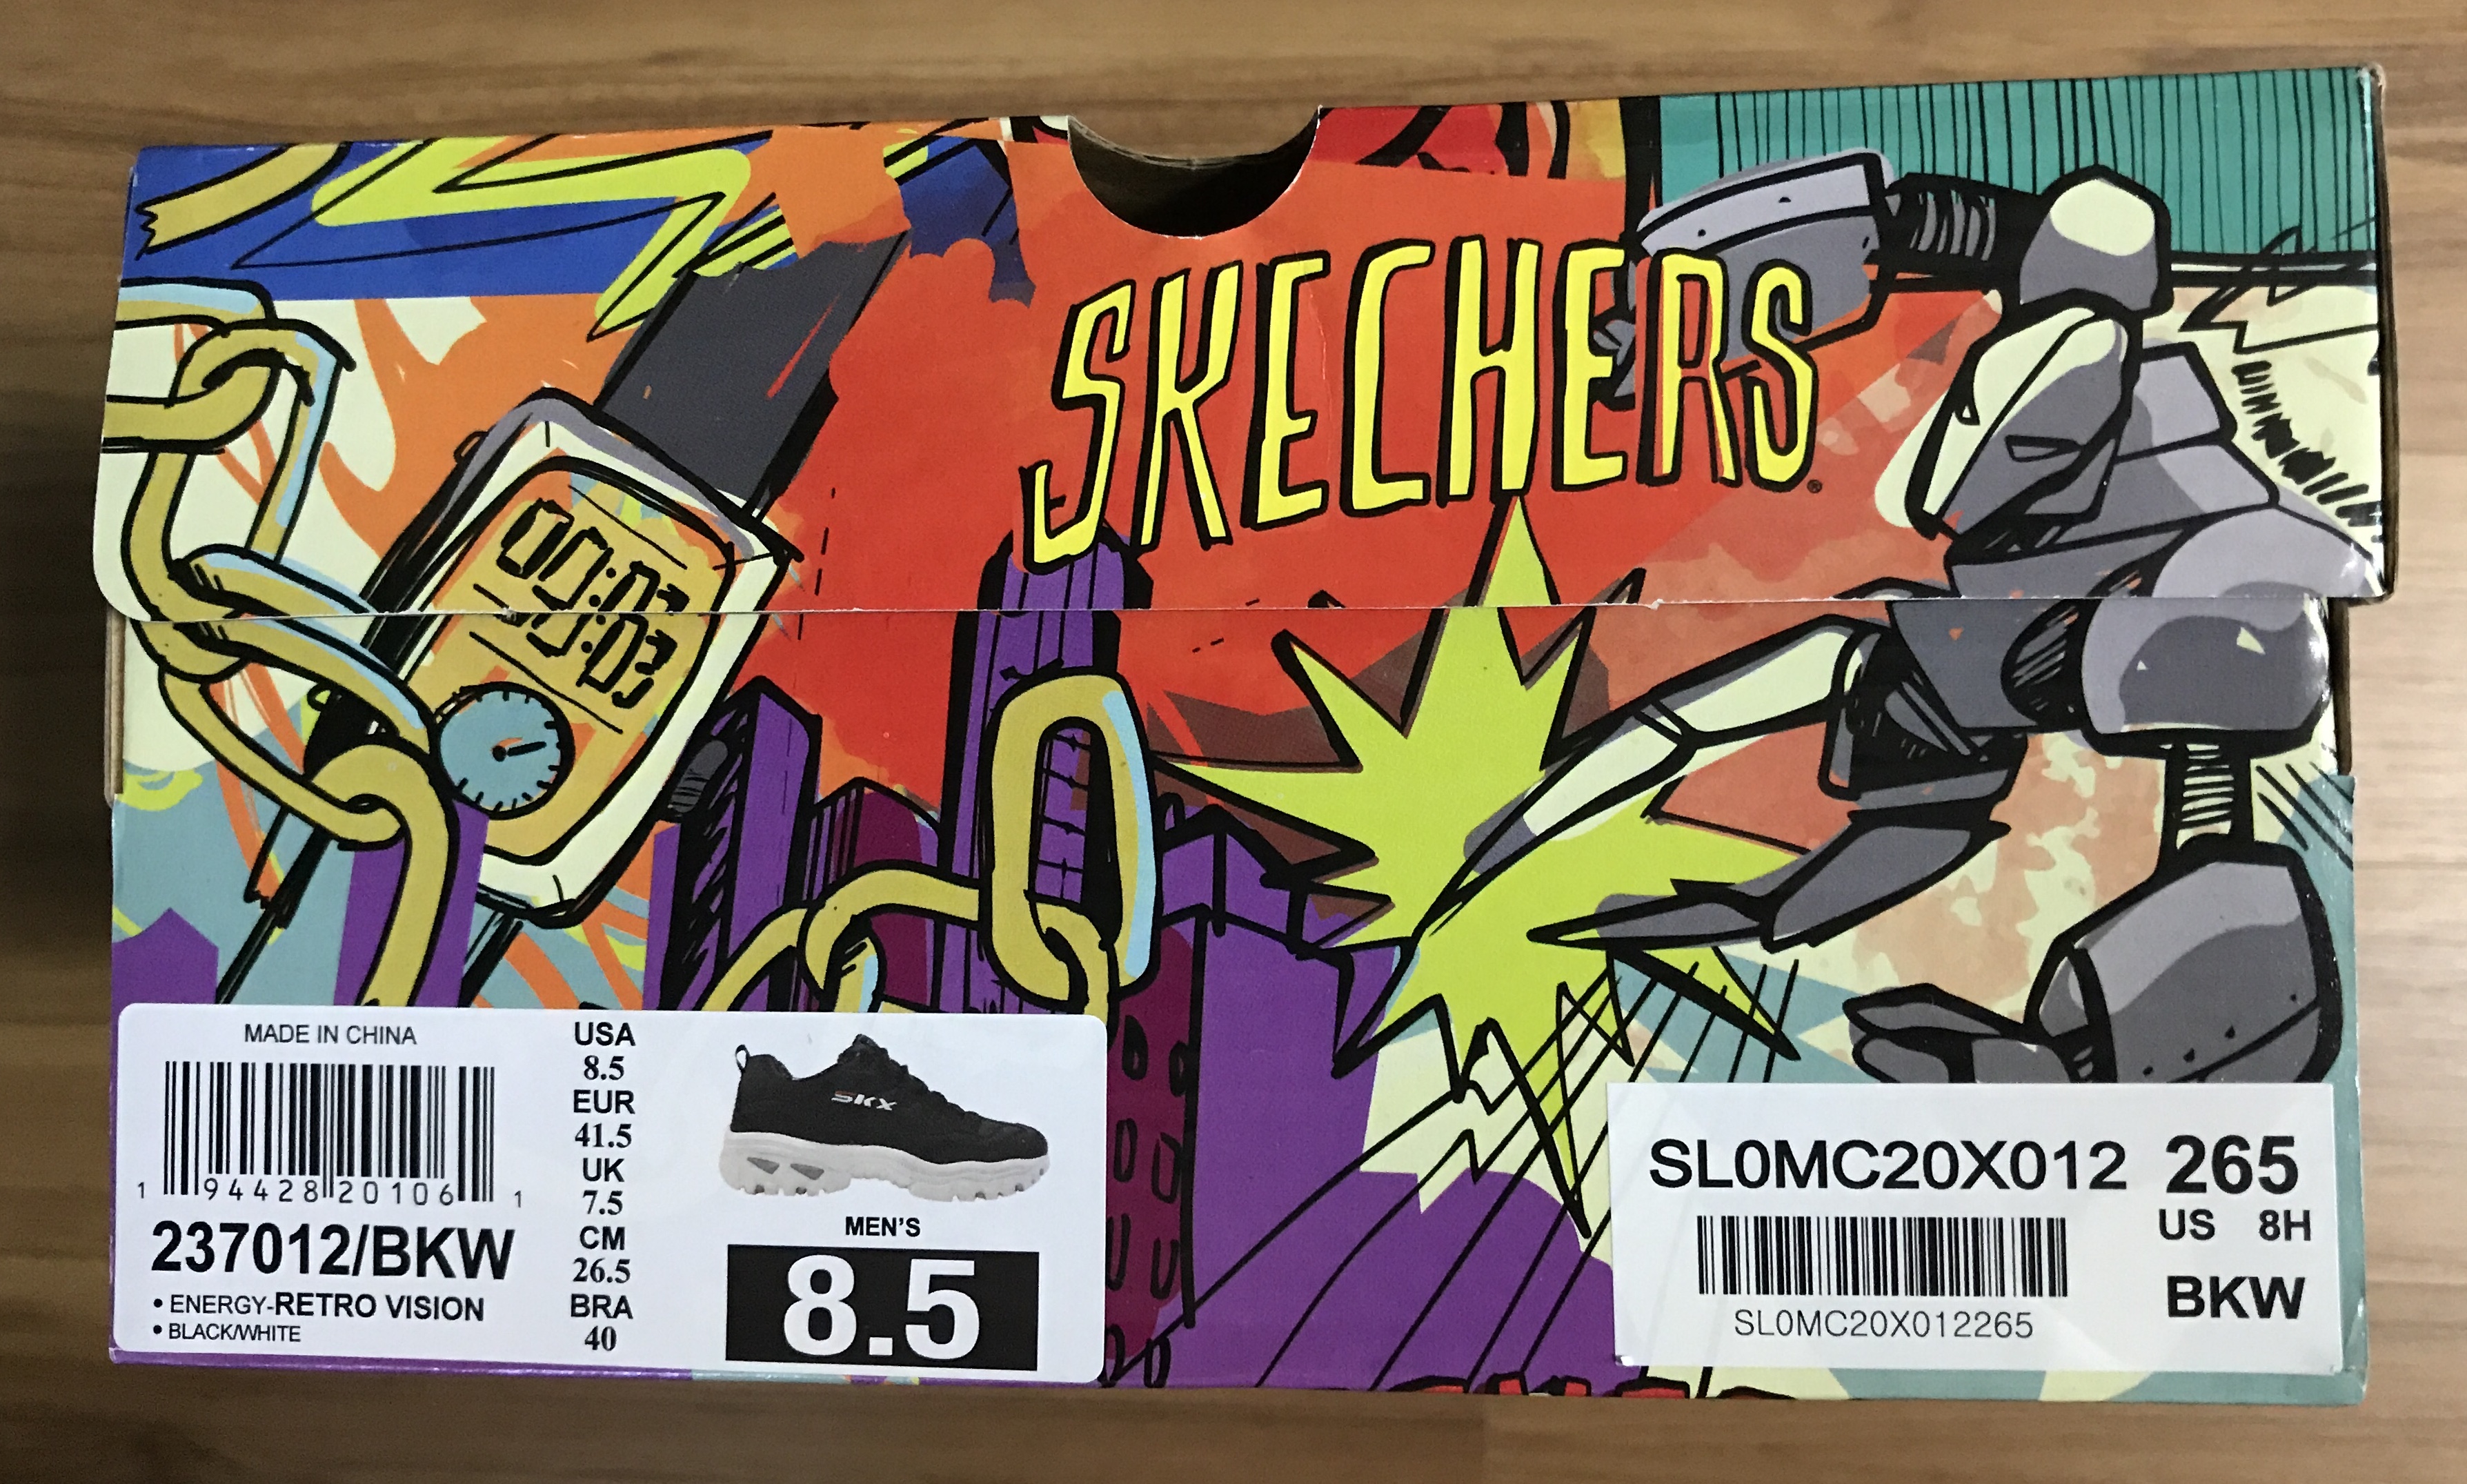 SKECHERS®
00:03
00:03
MADE IN CHINA
1 94428 20106 1
237012/BKW
• ENERGY-RETRO VISION
• BLACK/WHITE
USA
8.5
EUR
41.5
UK
7.5
CM
26.5
BRA
40
SKX
MEN'S
8.5
SL0MC20X012 265
US 8H
SL0MC20X012265
BKW